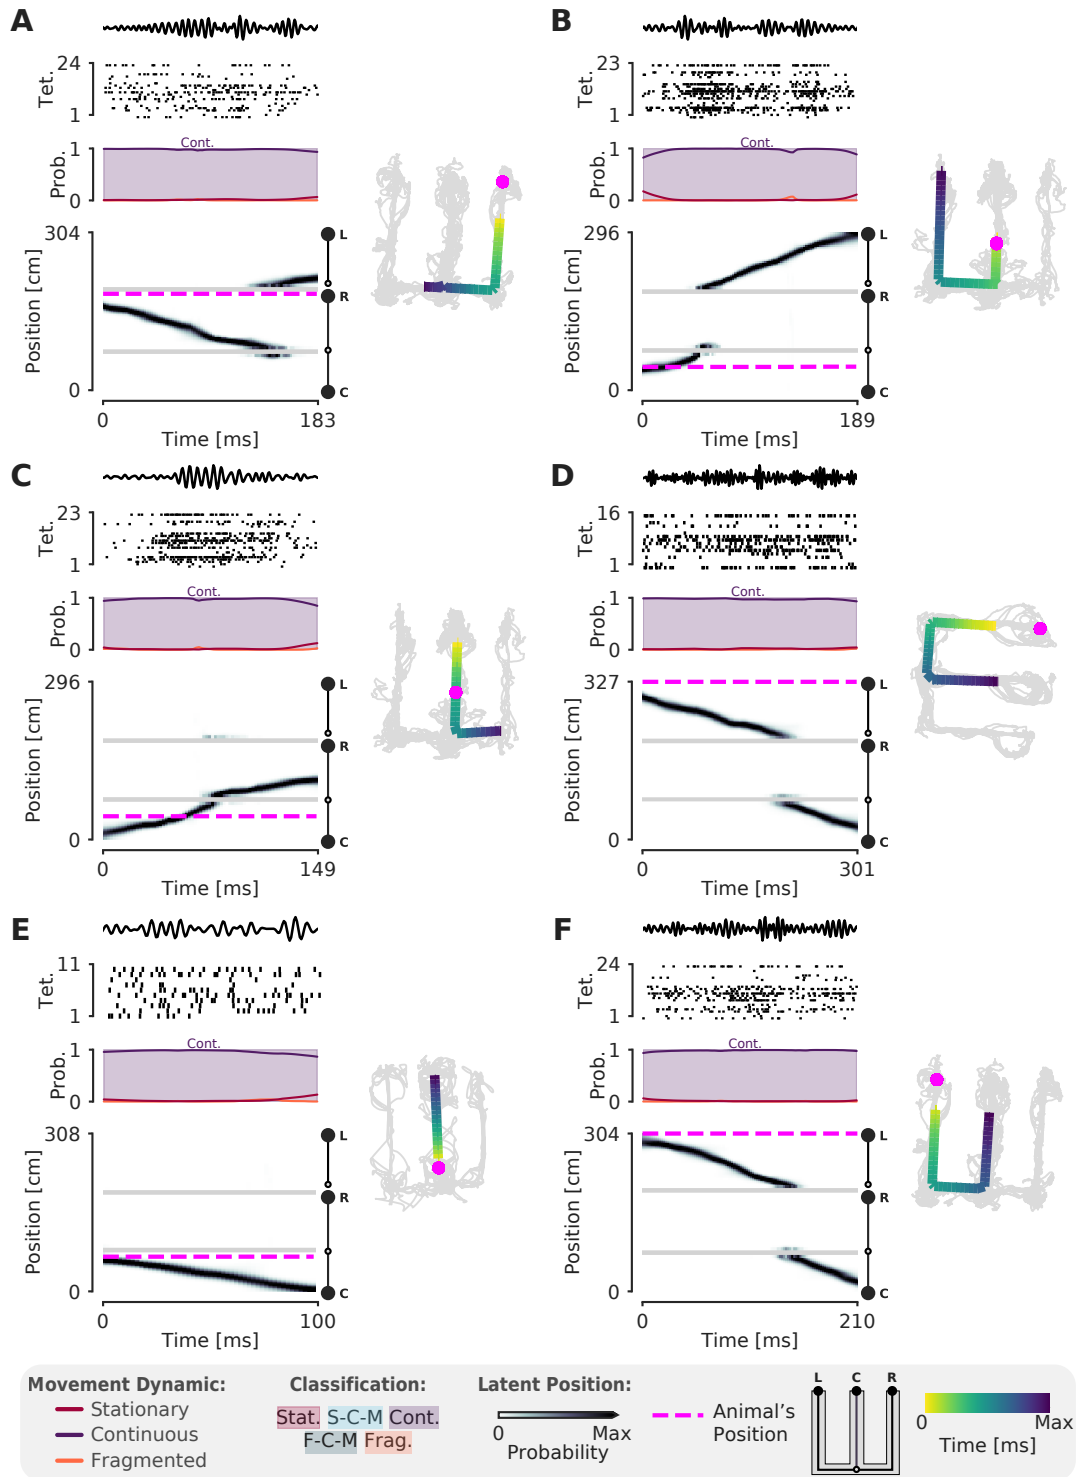 A
24
Tet.
1
Cont.
1
Prob.
0
304
Position [cm]
0
L
R
C
0
183
Time [ms]
B
23
Tet.
1
Cont.
1
Prob.
0
296
Position [cm]
0
L
R
C
0
189
Time [ms]
C
23
Tet.
1
Cont.
1
Prob.
0
296
Position [cm]
0
L
R
C
0
149
Time [ms]
D
16
Tet.
1
Cont.
1
Prob.
0
327
Position [cm]
0
L
R
C
0
301
Time [ms]
E
11
Tet.
1
Cont.
1
Prob.
0
308
Position [cm]
0
L
R
C
0
100
Time [ms]
F
24
Tet.
1
Cont.
1
Prob.
0
304
Position [cm]
0
L
R
C
0
210
Time [ms]
Movement Dynamic:
Stationary
Continuous
Fragmented
Classification:
Stat. S-C-M Cont.
F-C-M Frag.
Latent Position:
0 Max
Probability
Animal's
Position
L C R
0 Max
Time [ms]